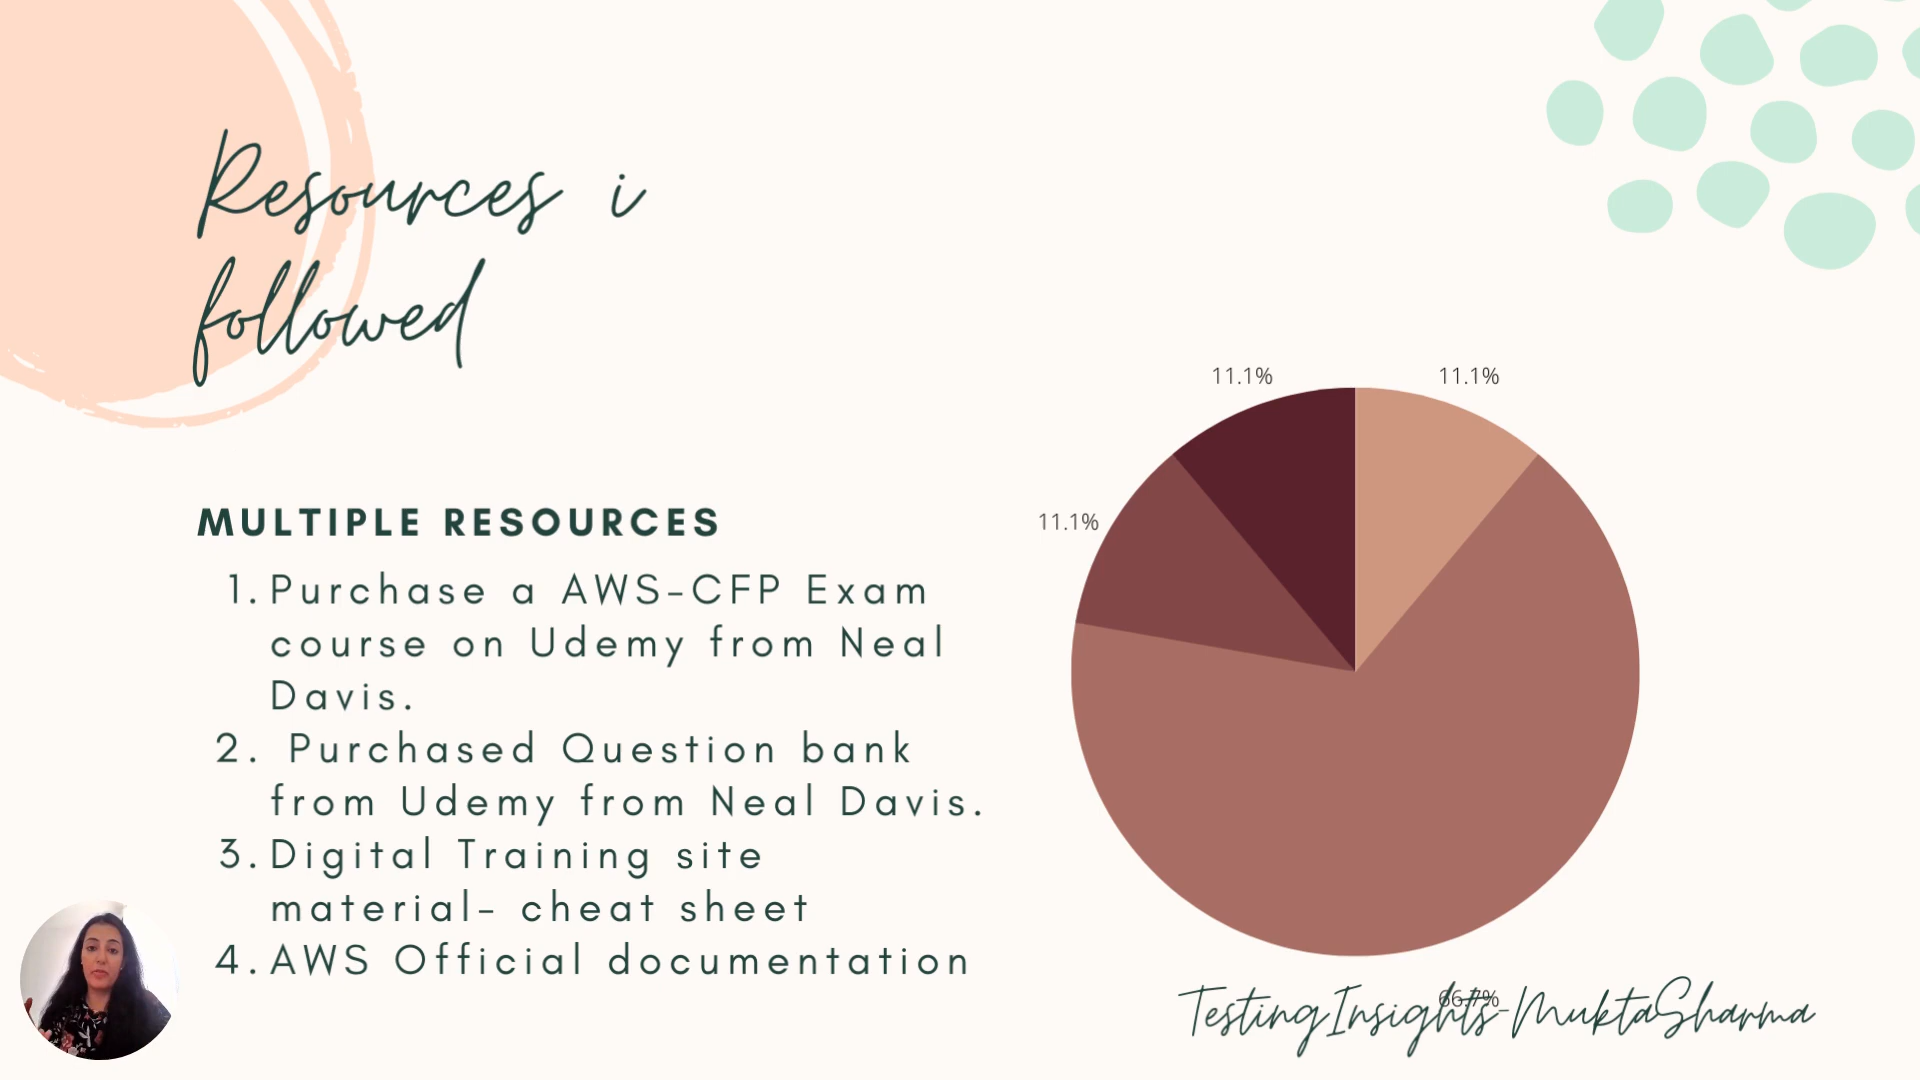 Resources i
followed
MULTIPLE RESOURCES
1. Purchase a AWS-CFP Exam
course on Udemy from Neal
Davis.
2. Purchased Question bank
from Udemy from Neal Davis.
3. Digital Training site
material- cheat sheet
4. AWS Official documentation
11.1%
11.1%
11.1%
66.7%
TestingInsights-MuktaSharma